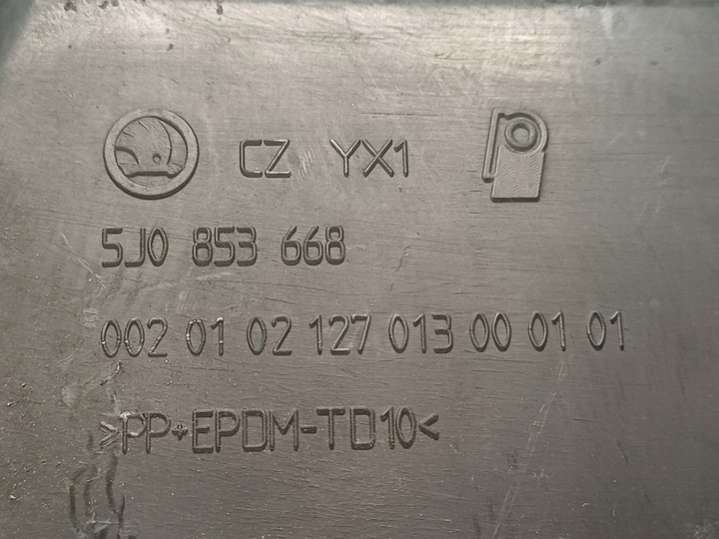 CZ YX1
5J0 853 668
002 01 02 127 013 00 01 01
>PP+EPDM-TD10<